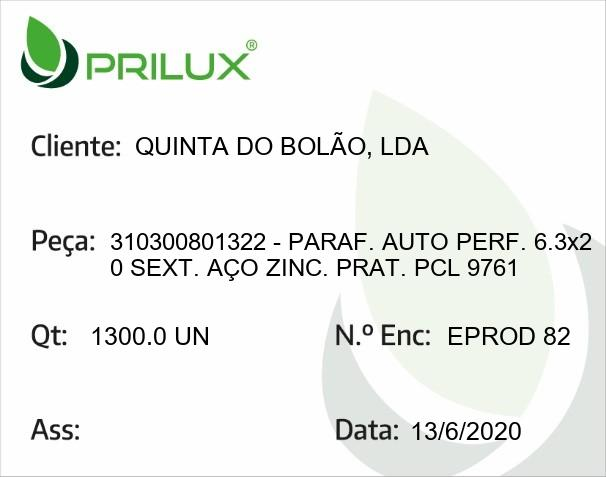 PRILUX®
Cliente: QUINTA DO BOLÃO, LDA
Peça: 310300801322 - PARAF. AUTO PERF. 6.3x2
0 SEXT. AÇO ZINC. PRAT. PCL 9761
Qt: 1300.0 UN N.º Enc: EPROD 82
Ass: Data: 13/6/2020